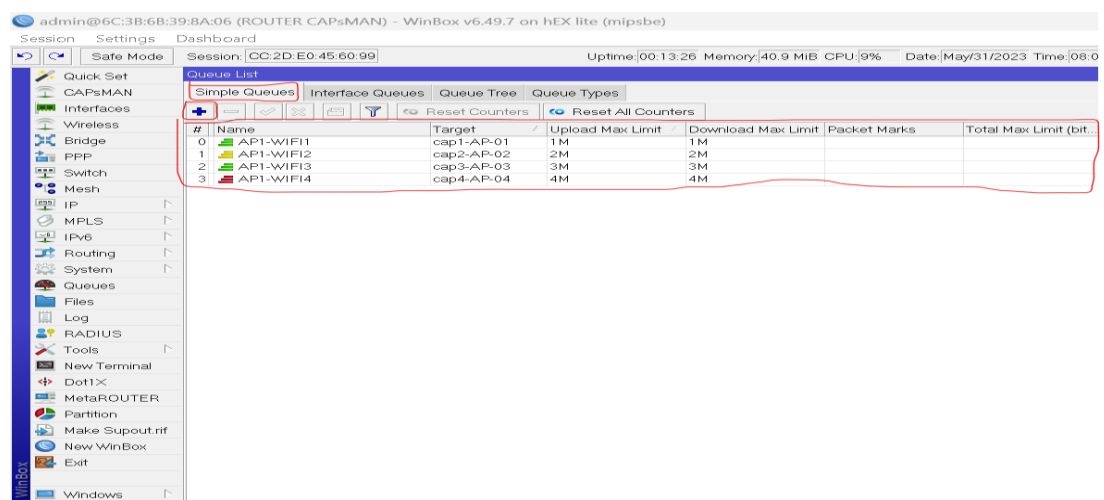 admin@6C:3B:6B:39:8A:06 (ROUTER CAPsMAN) - WinBox v6.49.7 on hEX lite (mipsbe)
Session Settings Dashboard
Safe Mode Session: CC:2D:E0:45:60:99 Uptime: 00:13:26 Memory: 40.9 MiB CPU: 9% Date: May/31/2023 Time: 08:0
Quick Set
CAPsMAN
Interfaces
Wireless
Bridge
PPP
Switch
Mesh
IP
MPLS
IPv6
Routing
System
Queues
Files
Log
RADIUS
Tools
New Terminal
Dot1X
MetaROUTER
Partition
Make Supout.rif
New WinBox
Exit
Windows
WinBox
Queue List
Simple Queues Interface Queues Queue Tree Queue Types
Reset Counters Reset All Counters
# Name Target Upload Max Limit Download Max Limit Packet Marks Total Max Limit (bit...
0 AP1-WIFI1 cap1-AP-01 1M 1M
1 AP1-WIFI2 cap2-AP-02 2M 2M
2 AP1-WIFI3 cap3-AP-03 3M 3M
3 AP1-WIFI4 cap4-AP-04 4M 4M